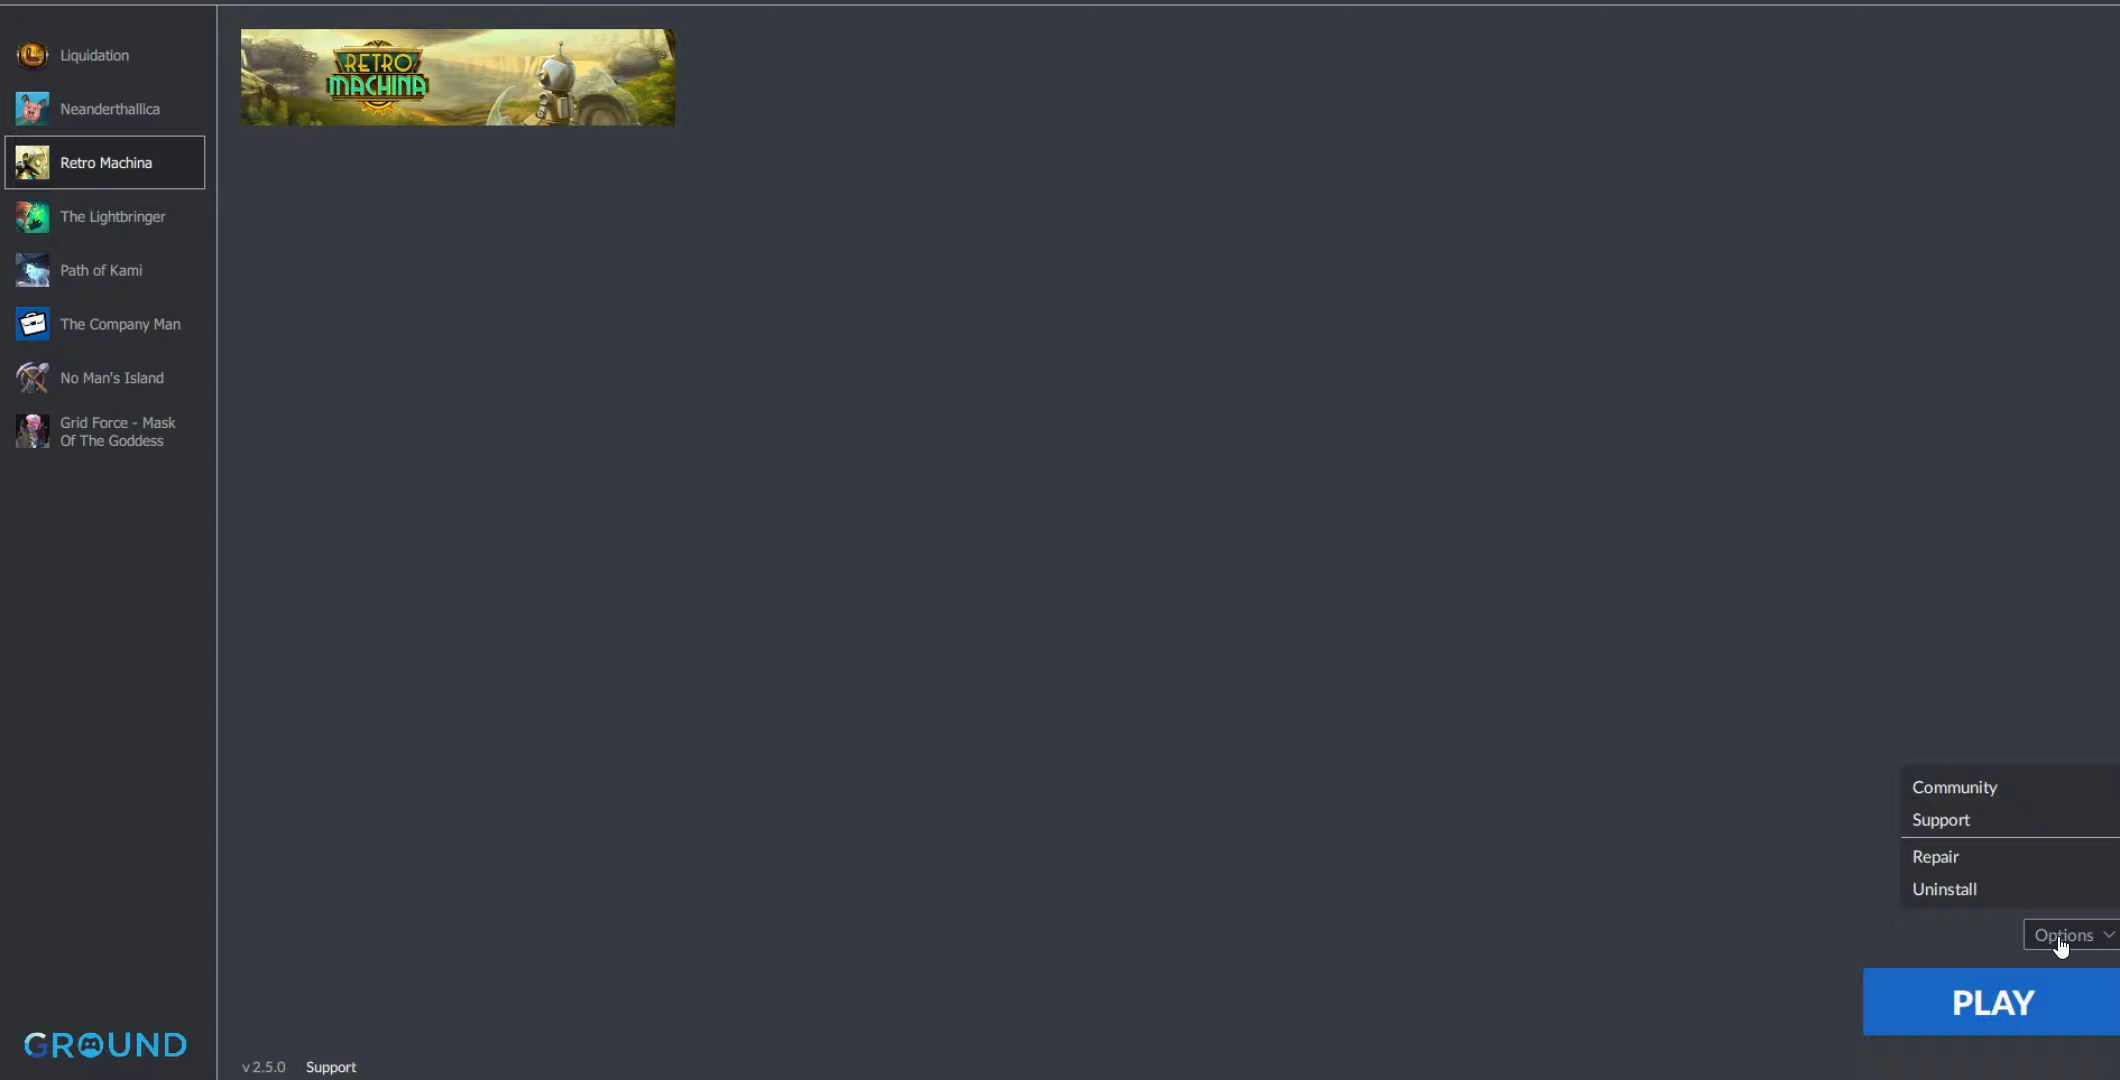 Liquidation
Neanderthallica
Retro Machina
The Lightbringer
Path of Kami
The Company Man
No Man's Island
Grid Force - Mask
Of The Goddess
GROUND
RETRO
MACHINA
Community
Support
Repair
Uninstall
Options
PLAY
v 2.5.0 Support